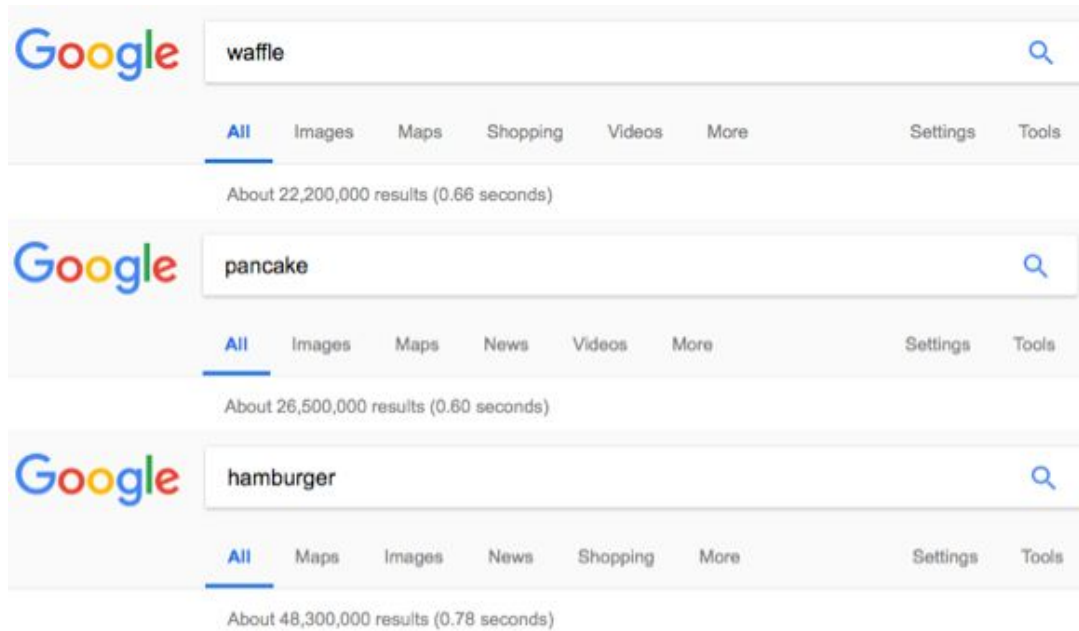 Google waffle
All Images Maps Shopping Videos More Settings Tools
About 22,200,000 results (0.66 seconds)
Google pancake
All Images Maps News Videos More Settings Tools
About 26,500,000 results (0.60 seconds)
Google hamburger
All Maps Images News Shopping More Settings Tools
About 48,300,000 results (0.78 seconds)